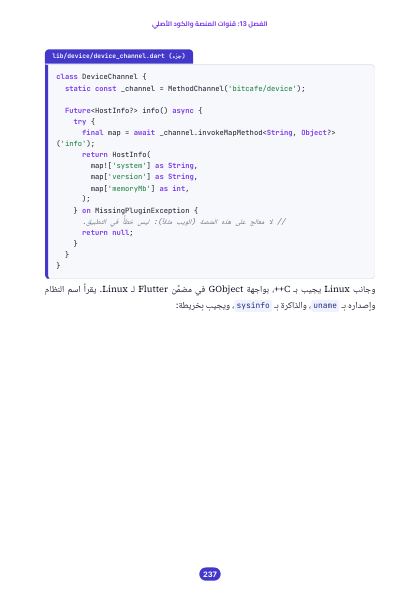 الفصل 13: قنوات المنصة والكود الأصلي
lib/device/device_channel.dart (جزء)
class DeviceChannel {
  static const _channel = MethodChannel('bitcafe/device');

  Future<HostInfo?> info() async {
    try {
      final map = await _channel.invokeMapMethod<String, Object?>
('info');
      return HostInfo(
        map!['system'] as String,
        map['version'] as String,
        map['memoryMb'] as int,
      );
    } on MissingPluginException {
      // لا معالج على هذه المنصة (الويب مثلاً): ليس خطأ في التطبيق.
      return null;
    }
  }
}
وجانب Linux يجيب بـ C++، بواجهة GObject في مضمِّن Flutter لـ Linux. يقرأ اسم النظام
وإصداره بـ uname، والذاكرة بـ sysinfo، ويجيب بخريطة:
237